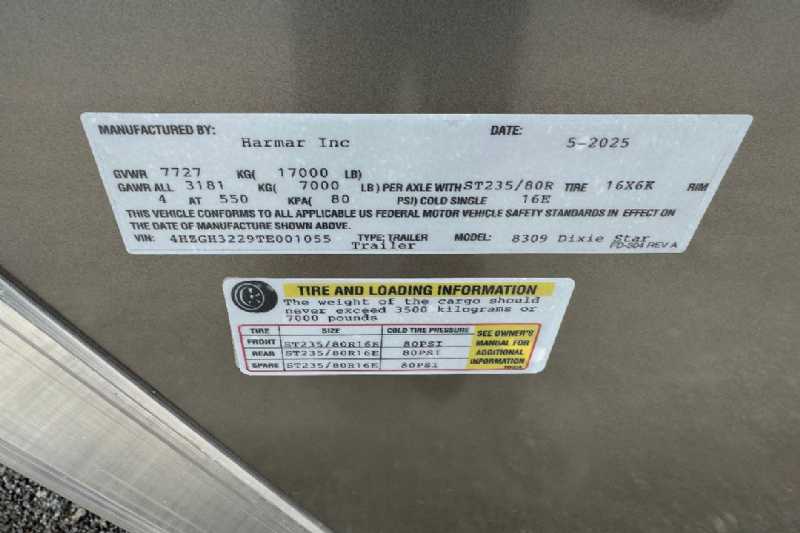 MANUFACTURED BY: Harmar Inc DATE: 5-2025
GVWR 7727 KG( 17000 LB)
GAWR ALL 3181 KG( 7000 LB) PER AXLE WITH ST235/80R TIRE 16X6K RIM
4 AT 550 KPA( 80 PSI) COLD SINGLE 16E
THIS VEHICLE CONFORMS TO ALL APPLICABLE US FEDERAL MOTOR VEHICLE SAFETY STANDARDS IN EFFECT ON
THE DATE OF MANUFACTURE SHOWN ABOVE.
VIN: 4HZGH3229TE001055 TYPE: TRAILER MODEL: 8309 Dixie Star
Trailer PD-S04 REV A
TIRE AND LOADING INFORMATION
The weight of the cargo should
never exceed 3500 kilograms or
7000 pounds
TIRE SIZE COLD TIRE PRESSURE SEE OWNER'S
FRONT ST235/80R16E 80PSI MANUAL FOR
REAR ST235/80R16E 80PSI ADDITIONAL
SPARE ST235/80R16E 80PSI INFORMATION